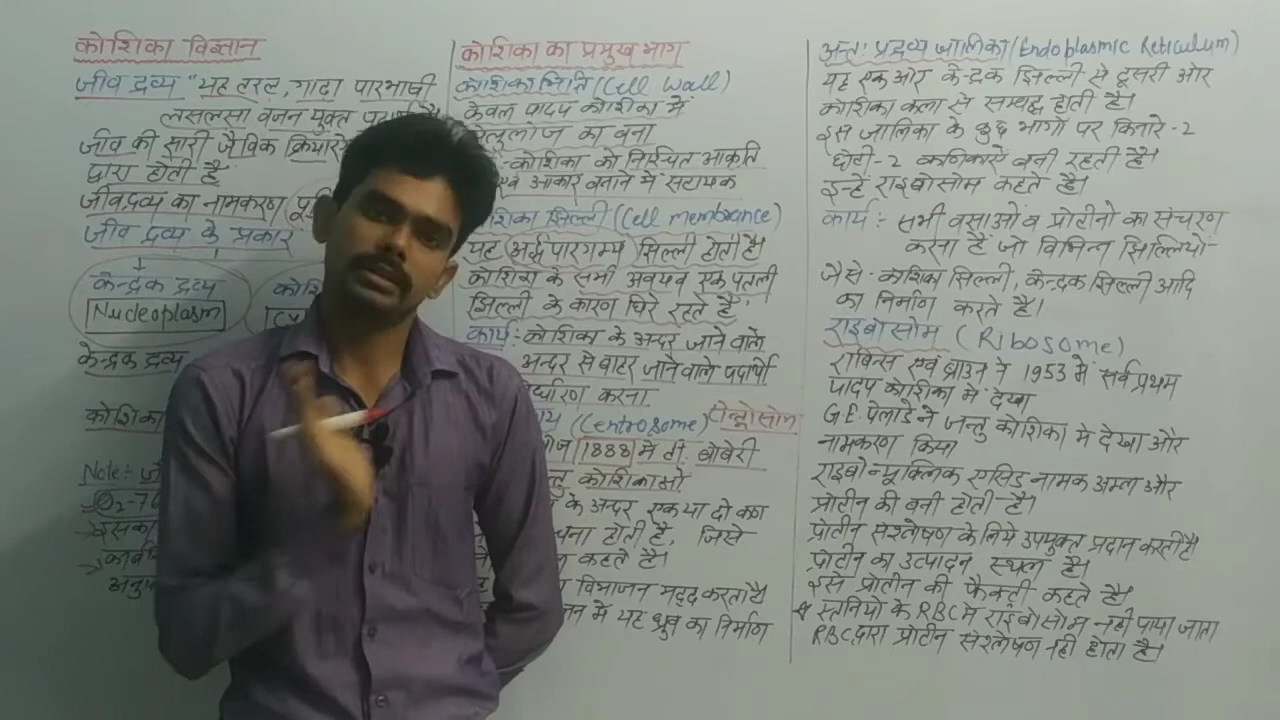 कोशिका विज्ञान
जीव द्रव्य "यह तरल, गाढ़ा पारभाषी
लसलसा वजन युक्त
जीव की सारी जैविक
द्वारा होती है
जीवद्रव्य का नामकरण
जीव द्रव्य के प्रकार
केन्द्रक द्रव्य
Nucleoplasm
केन्द्रक द्रव्य
कोशिका
Note:-
O2-
इसका
कोशिका का प्रमुख भाग
कोशिका भित्ति (Cell Wall)
केवल पादप कोशिका में
का बना
कोशिका को निश्चित आकृति
एवं आकार बनाने में सहायक
झिल्ली (Cell membrance)
यह अर्द्धपारगम्य झिल्ली होती है
कोशिका के सभी अवयव एक पतली
झिल्ली के कारण घिरे रहते है
कार्य:- कोशिका के अन्दर जाने वाले
अन्दर से बाहर जाने वाले पदार्थो
करना
(Centrosome) सेन्ट्रोसोम
1888 में टी. बोबेरी
कोशिकाओं
के अन्दर एक या दो कण
होती है, जिसे
कहते है।
विभाजन मद्द करता है
में यह ध्रुव का निर्माण
अन्त: प्रद्रव्य जालिका (Endoplasmic Reticulum)
यह एक ओर केन्द्रक झिल्ली से दूसरी ओर
कोशिका कला से सम्बद्ध होती है।
इस जालिका के कुछ भागों पर किनारे-2
छोटी-2 कणिकाऐं बनी रहती है।
इन्हें राइबोसोम कहते है।
कार्य:- सभी वसाओं व प्रोटीनो का संचरण
करना है जो विभिन्न झिल्लियों-
जैसे- कोशिका झिल्ली, केन्द्रक झिल्ली आदि
का निर्माण करते है।
राइबोसोम (Ribosome)
रॉबिन्स एवं ब्राउन ने 1953 में सर्वप्रथम
पादप कोशिका में देखा
G.E पैलाडे ने जन्तु कोशिका में देखा और
नामकरण किया
राइबोन्यूक्लिक एसिड नामक अम्ल और
प्रोटीन की बनी होती है।
प्रोटीन संश्लेषण के लिये उपयुक्त प्रदान करती है
प्रोटीन का उत्पादन स्थल है।
इसे प्रोटीन की फैक्ट्री कहते है।
स्तनियों के RBC में राइबोसोम नही पाया जाता
RBC द्वारा प्रोटीन संश्लेषण नही होता है।